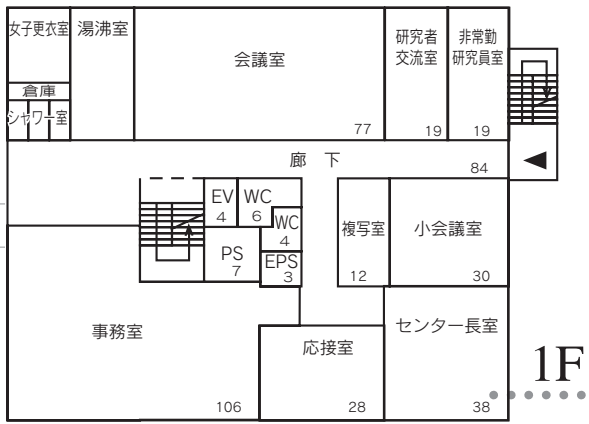 女子更衣室
湯沸室
会議室
77
研究者
交流室
19
非常勤
研究員室
19
倉庫
シャワー室
廊 下
84
EV
4
WC
6
WC
4
PS
7
EPS
3
複写室
12
小会議室
30
事務室
106
応接室
28
センター長室
38
1F